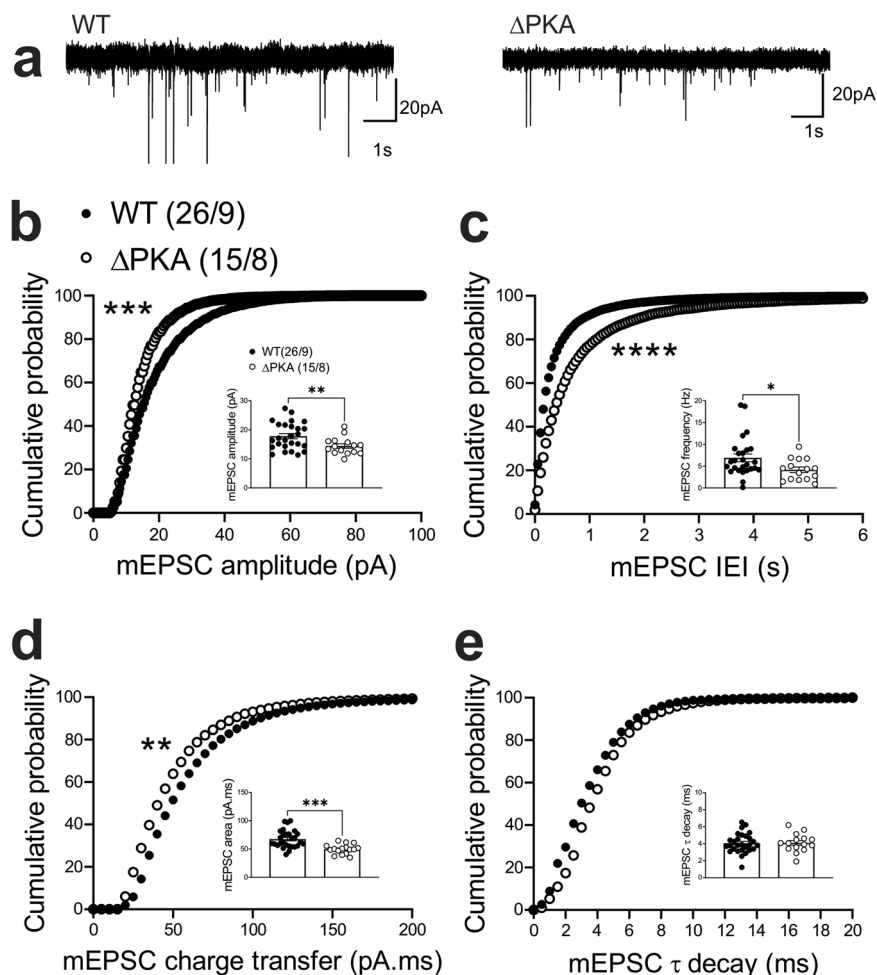 WT
ΔPKA
a
20pA
1s
20pA
1s
b
• WT (26/9)
○ ΔPKA (15/8)
c
Cumulative probability
100
80
60
40
20
0
***
● WT(26/9)
○ ΔPKA (15/8)
**
mEPSC amplitude (pA)
30
20
10
0
0 20 40 60 80 100
mEPSC amplitude (pA)
Cumulative probability
100
80
60
40
20
0
****
*
mEPSC frequency (Hz)
20
15
10
5
0
0 1 2 3 4 5 6
mEPSC IEI (s)
d
Cumulative probability
100
80
60
40
20
0
**
***
mEPSC area (pA.ms)
150
100
50
0
50 100 150 200
mEPSC charge transfer (pA.ms)
e
Cumulative probability
100
80
60
40
20
0
mEPSC τ decay (ms)
10
8
6
4
2
0
0 2 4 6 8 10 12 14 16 18 20
mEPSC τ decay (ms)